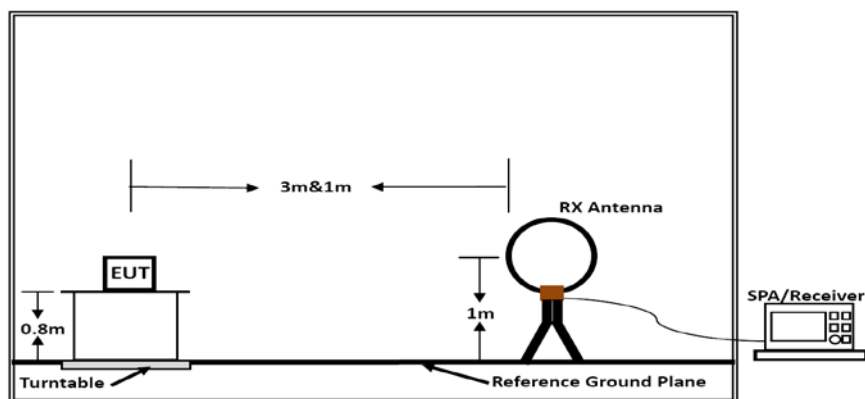 3m&1m
RX Antenna
EUT
SPA/Receiver
0.8m
1m
Turntable
Reference Ground Plane